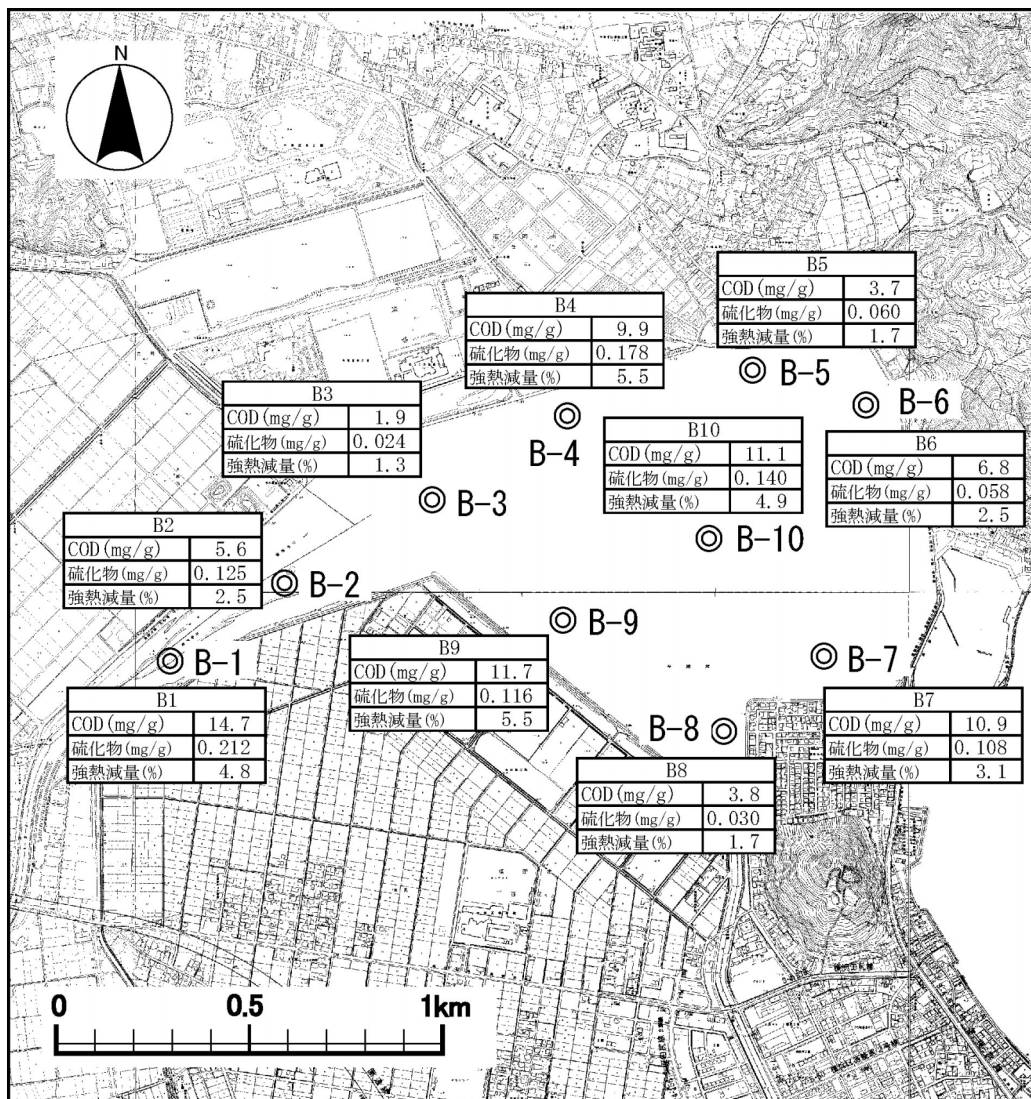 N
B5
COD(mg/g) 3.7
硫化物(mg/g) 0.060
強熱減量(%) 1.7
B-5
B4
COD(mg/g) 9.9
硫化物(mg/g) 0.178
強熱減量(%) 5.5
B-4
B-6
B6
COD(mg/g) 6.8
硫化物(mg/g) 0.058
強熱減量(%) 2.5
B3
COD(mg/g) 1.9
硫化物(mg/g) 0.024
強熱減量(%) 1.3
B-3
B10
COD(mg/g) 11.1
硫化物(mg/g) 0.140
強熱減量(%) 4.9
B-10
B2
COD(mg/g) 5.6
硫化物(mg/g) 0.125
強熱減量(%) 2.5
B-2
B-9
B9
COD(mg/g) 11.7
硫化物(mg/g) 0.116
強熱減量(%) 5.5
B-1
B1
COD(mg/g) 14.7
硫化物(mg/g) 0.212
強熱減量(%) 4.8
B-7
B7
COD(mg/g) 10.9
硫化物(mg/g) 0.108
強熱減量(%) 3.1
B-8
B8
COD(mg/g) 3.8
硫化物(mg/g) 0.030
強熱減量(%) 1.7
0 0.5 1km